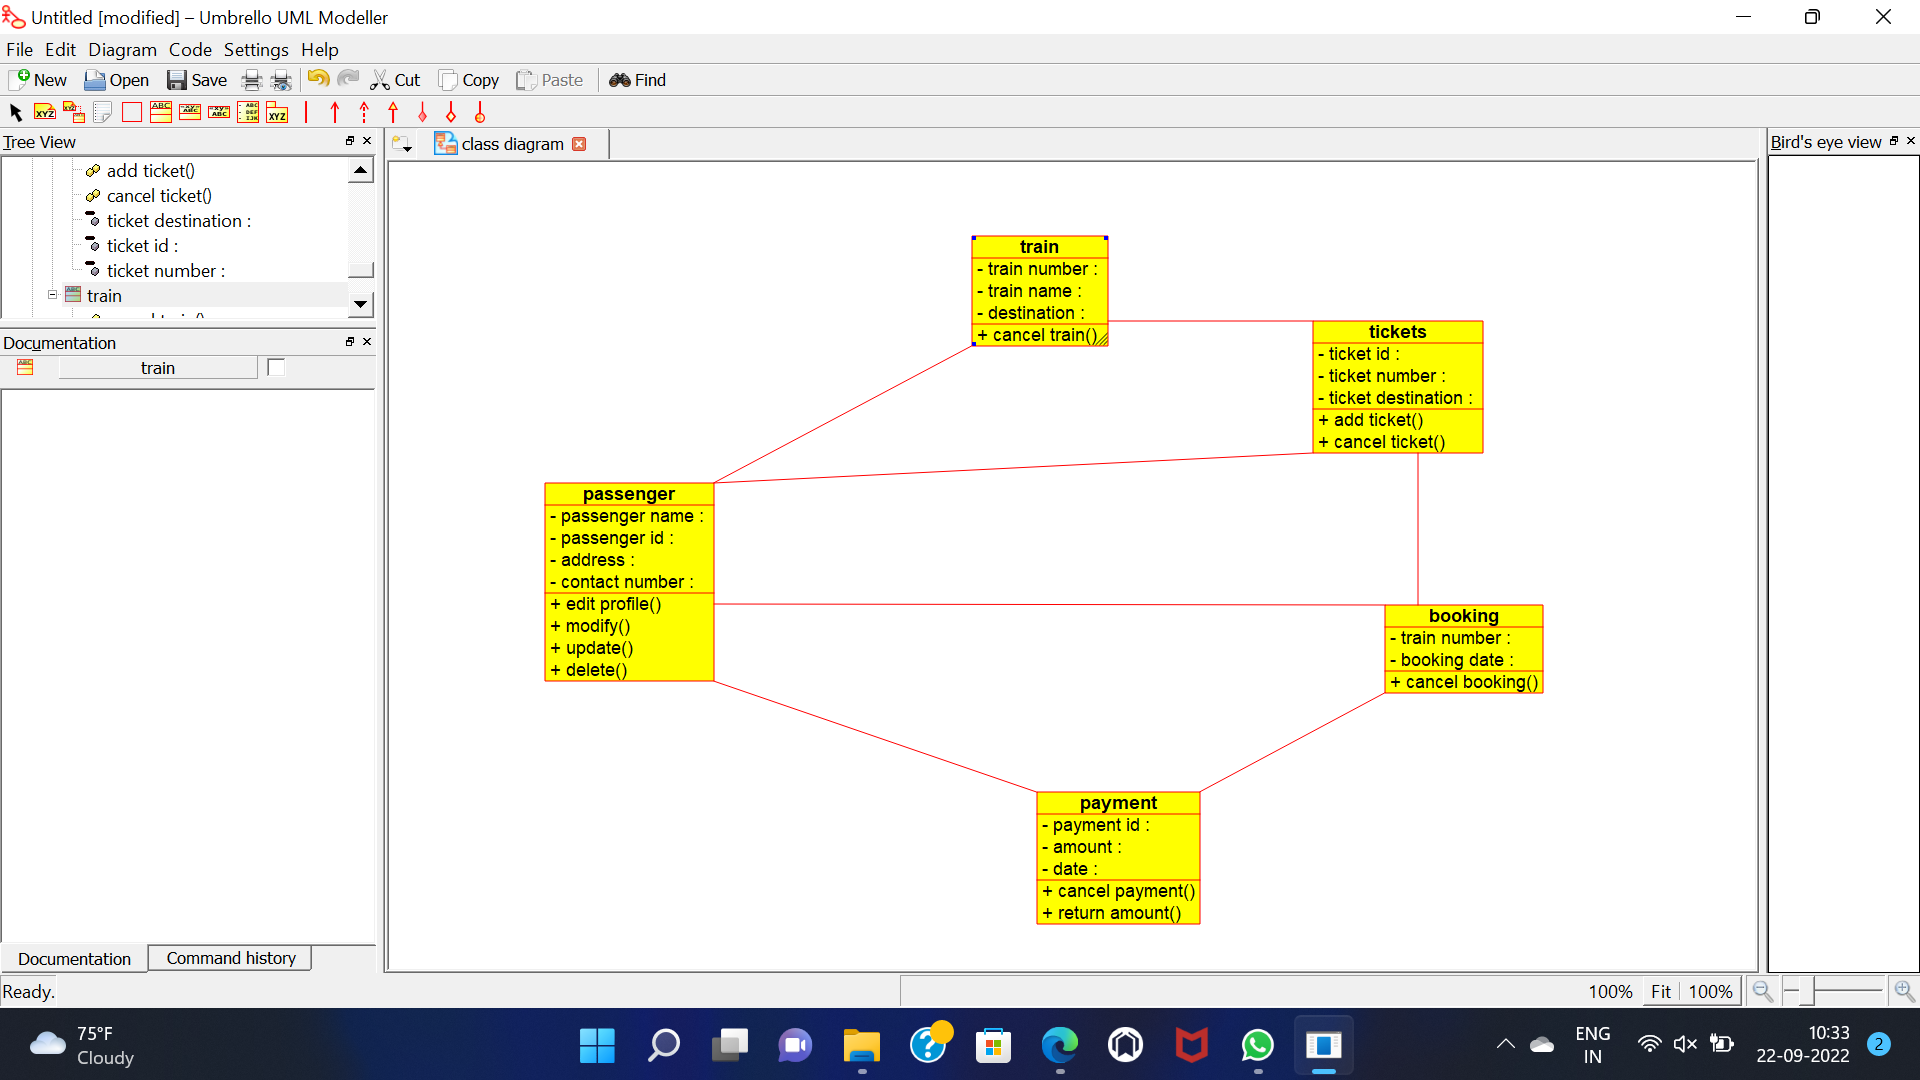 Untitled [modified] – Umbrello UML Modeller
File Edit Diagram Code Settings Help
New Open Save Cut Copy Paste Find
Tree View
class diagram
Bird's eye view
add ticket()
cancel ticket()
ticket destination :
ticket id :
ticket number :
train
Documentation
train
train
- train number :
- train name :
- destination :
+ cancel train()
tickets
- ticket id :
- ticket number :
- ticket destination :
+ add ticket()
+ cancel ticket()
passenger
- passenger name :
- passenger id :
- address :
- contact number :
+ edit profile()
+ modify()
+ update()
+ delete()
booking
- train number :
- booking date :
+ cancel booking()
payment
- payment id :
- amount :
- date :
+ cancel payment()
+ return amount()
Documentation Command history
Ready.
100% Fit 100%
75°F
Cloudy
ENG
IN
10:33
22-09-2022
2